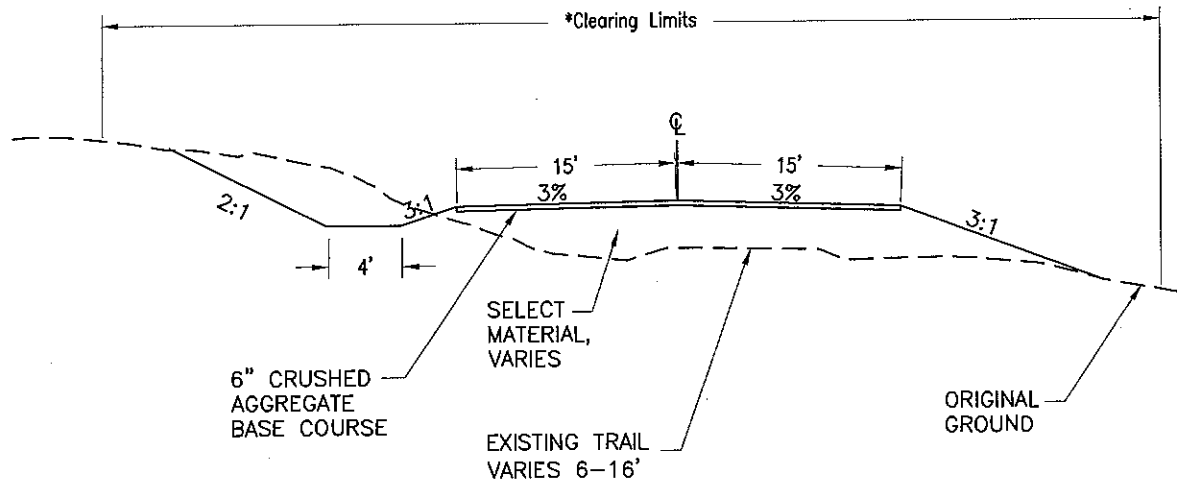 *Clearing Limits
℄
15' 15'
3% 3%
2:1
3:1
3:1
4'
SELECT
MATERIAL,
VARIES
6" CRUSHED
AGGREGATE
BASE COURSE
EXISTING TRAIL
VARIES 6-16'
ORIGINAL
GROUND